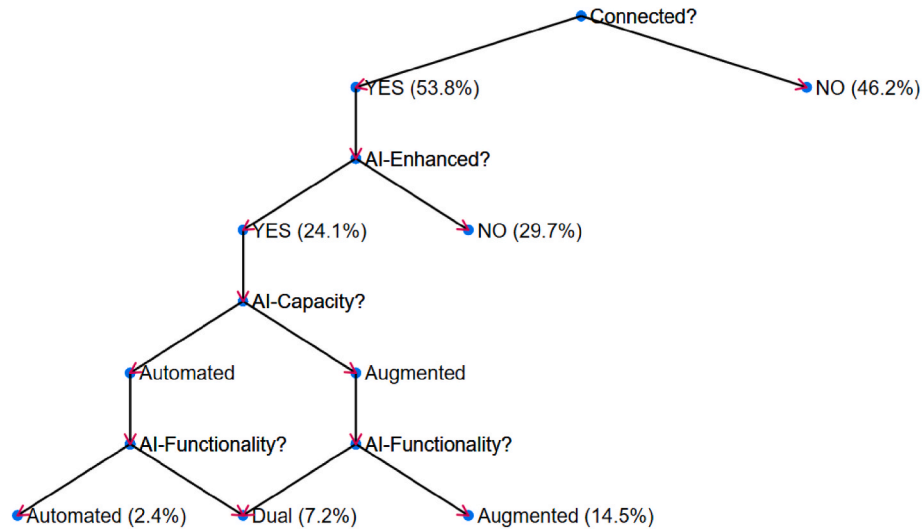 Connected?
YES (53.8%)
NO (46.2%)
AI-Enhanced?
YES (24.1%)
NO (29.7%)
AI-Capacity?
Automated
Augmented
AI-Functionality?
AI-Functionality?
Automated (2.4%)
Dual (7.2%)
Augmented (14.5%)